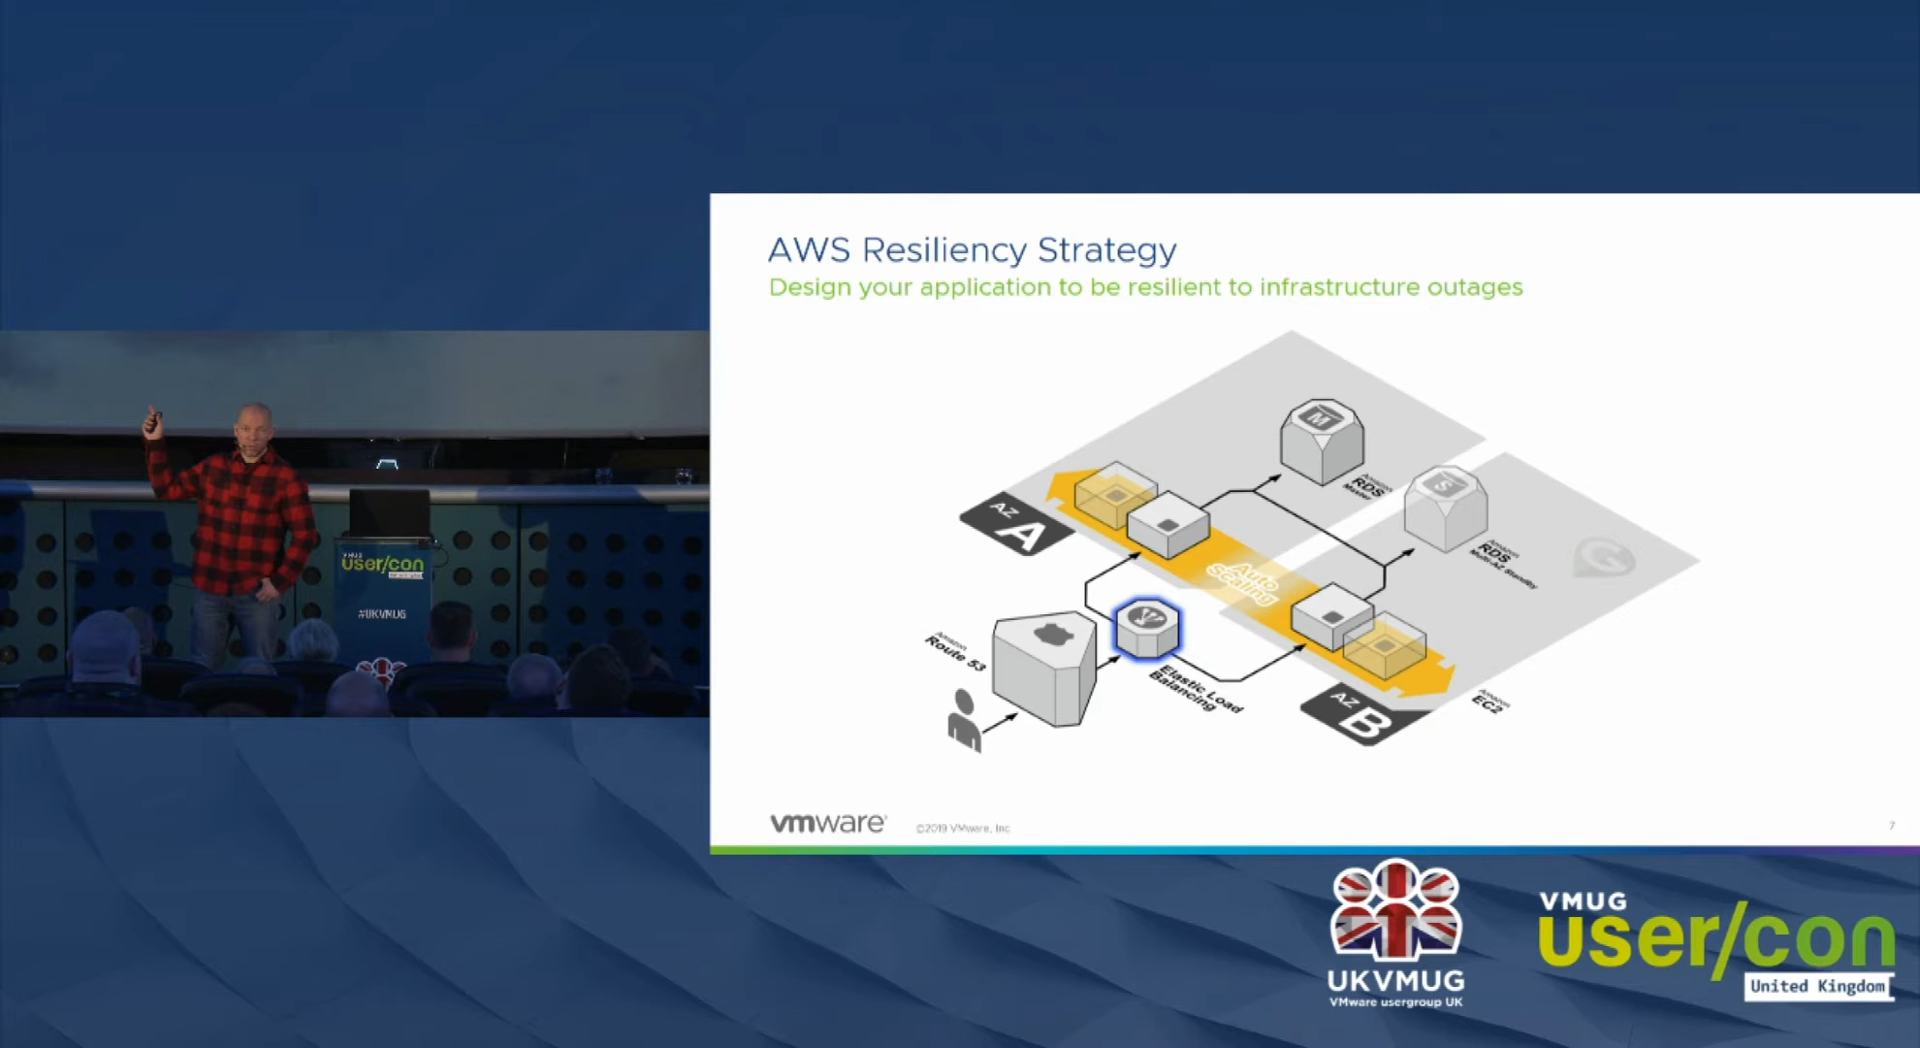 AWS Resiliency Strategy
Design your application to be resilient to infrastructure outages
M
Amazon
RDS
Master
S
Amazon
RDS
Multi-AZ Standby
G
AZ
A
Auto
Scaling
Amazon
Route 53
Elastic Load
Balancing
AZ
B
Amazon
EC2
vmware
©2019 VMware, Inc
7
VMUG
user/con
#UKVMUG
UKVMUG
VMware usergroup UK
VMUG
user/con
United Kingdom